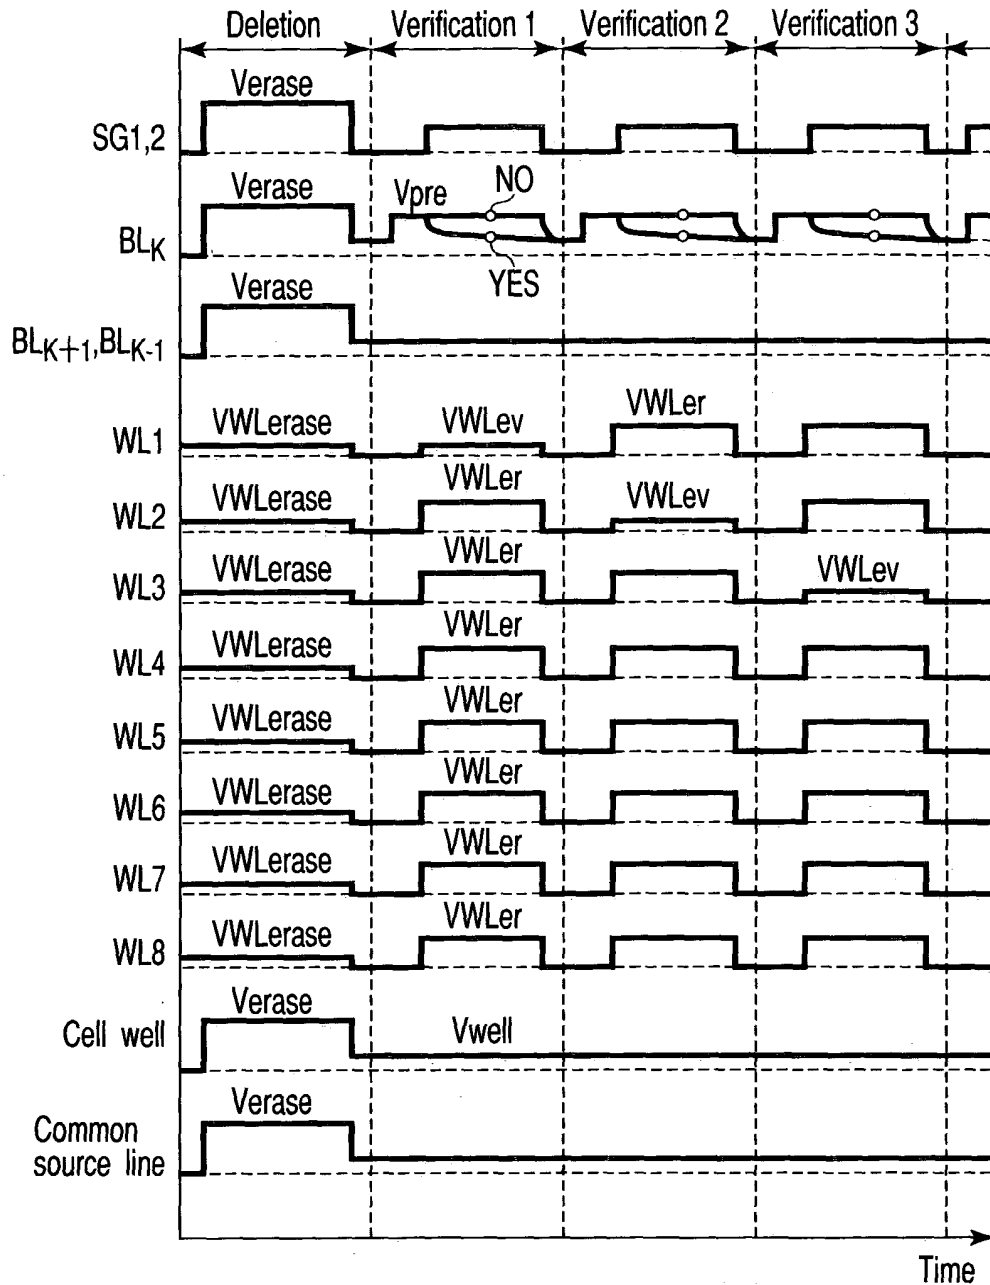 Deletion Verification 1 Verification 2 Verification 3
Verase
SG1,2
Verase Vpre NO
BLK
YES
Verase
BLK+1,BLK-1
VWLerase VWLev VWLer
WL1
VWLerase VWLer VWLev
WL2
VWLerase VWLer VWLev
WL3
VWLerase VWLer
WL4
VWLerase VWLer
WL5
VWLerase VWLer
WL6
VWLerase VWLer
WL7
VWLerase VWLer
WL8
Verase
Cell well Vwell
Verase
Common
source line
Time